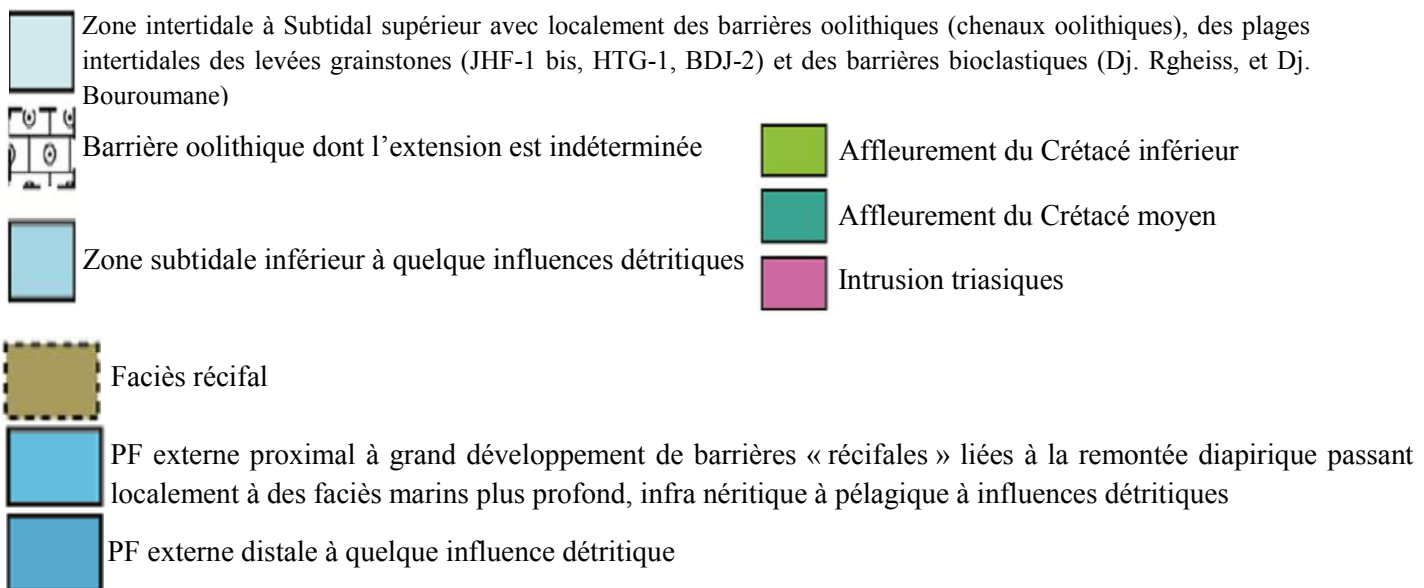 Zone intertidale à Subtidal supérieur avec localement des barrières oolithiques (chenaux oolithiques), des plages
intertidales des levées grainstones (JHF-1 bis, HTG-1, BDJ-2) et des barrières bioclastiques (Dj. Rgheiss, et Dj.
Bouroumane)
Barrière oolithique dont l’extension est indéterminée
Zone subtidale inférieur à quelque influences détritiques
Affleurement du Crétacé inférieur
Affleurement du Crétacé moyen
Intrusion triasiques
Faciès récifal
PF externe proximal à grand développement de barrières « récifales » liées à la remontée diapirique passant
localement à des faciès marins plus profond, infra néritique à pélagique à influences détritiques
PF externe distale à quelque influence détritique